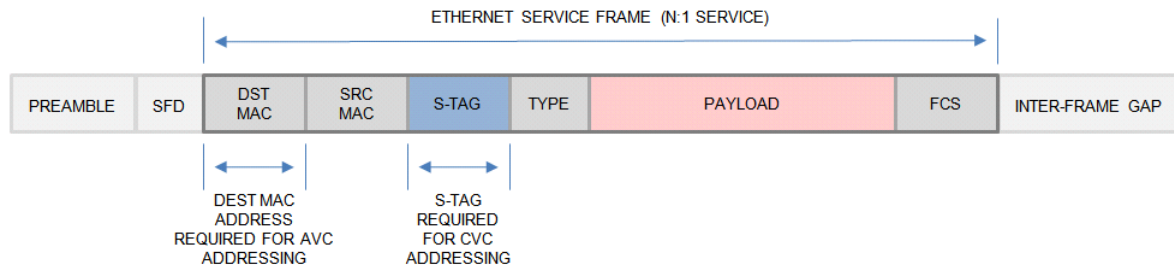 ETHERNET SERVICE FRAME (N:1 SERVICE)
PREAMBLE
SFD
DST
MAC
SRC
MAC
S-TAG
TYPE
PAYLOAD
FCS
INTER-FRAME GAP
DEST MAC
ADDRESS
REQUIRED FOR AVC
ADDRESSING
S-TAG
REQUIRED
FOR CVC
ADDRESSING